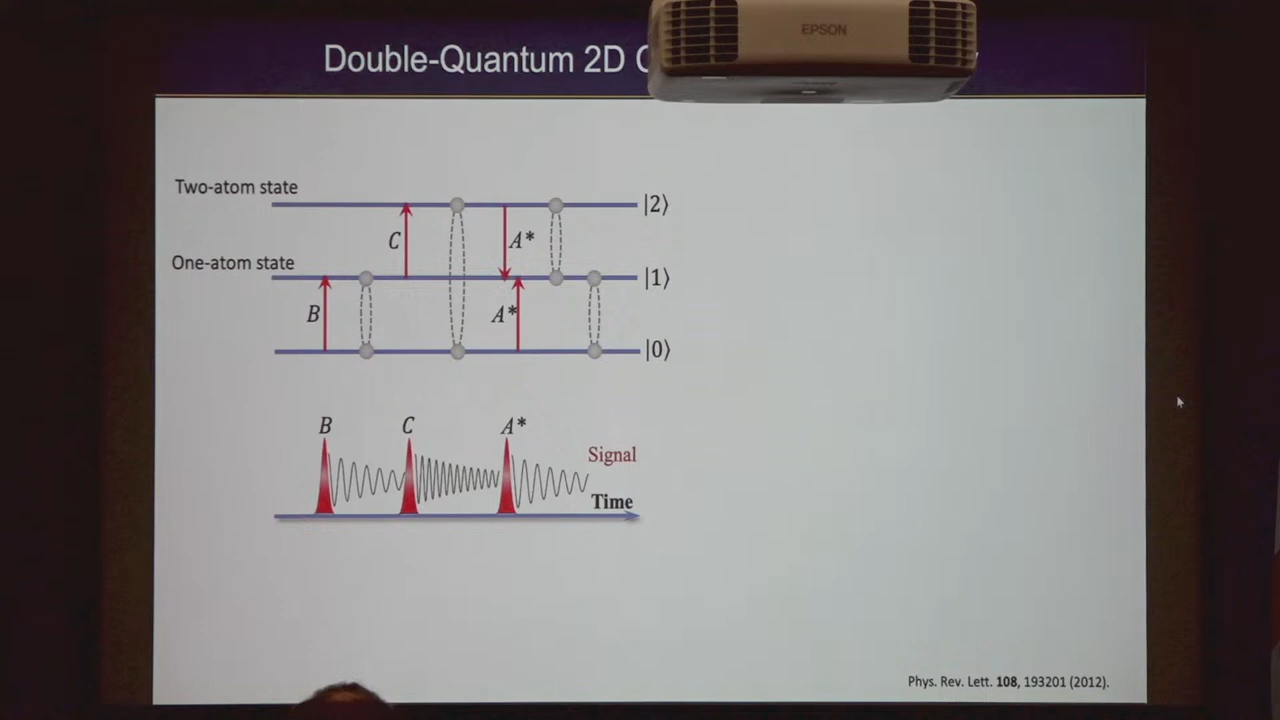 EPSON
Double-Quantum 2D
Two-atom state
|2⟩
C
A*
One-atom state
|1⟩
B
A*
|0⟩
B
C
A*
Signal
Time
Phys. Rev. Lett. 108, 193201 (2012).